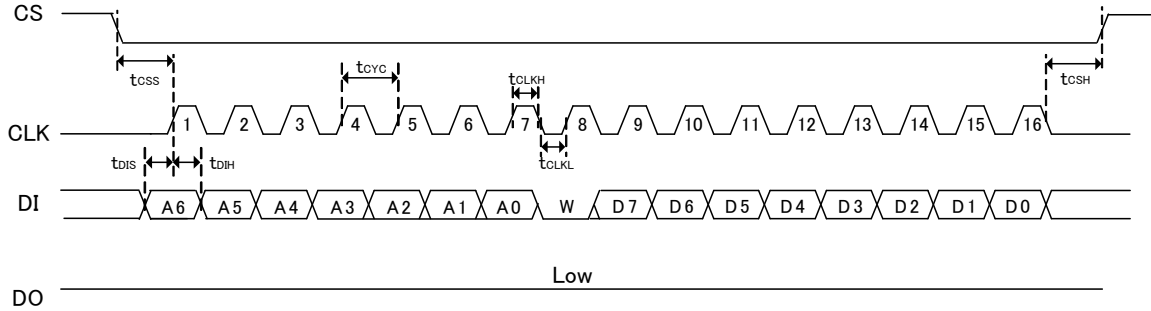 CS
tCSS
tCYC
tCLKH
tCSH
CLK
1 2 3 4 5 6 7 8 9 10 11 12 13 14 15 16
tDIS
tDIH
tCLKL
DI
A6 A5 A4 A3 A2 A1 A0 W D7 D6 D5 D4 D3 D2 D1 D0
Low
DO